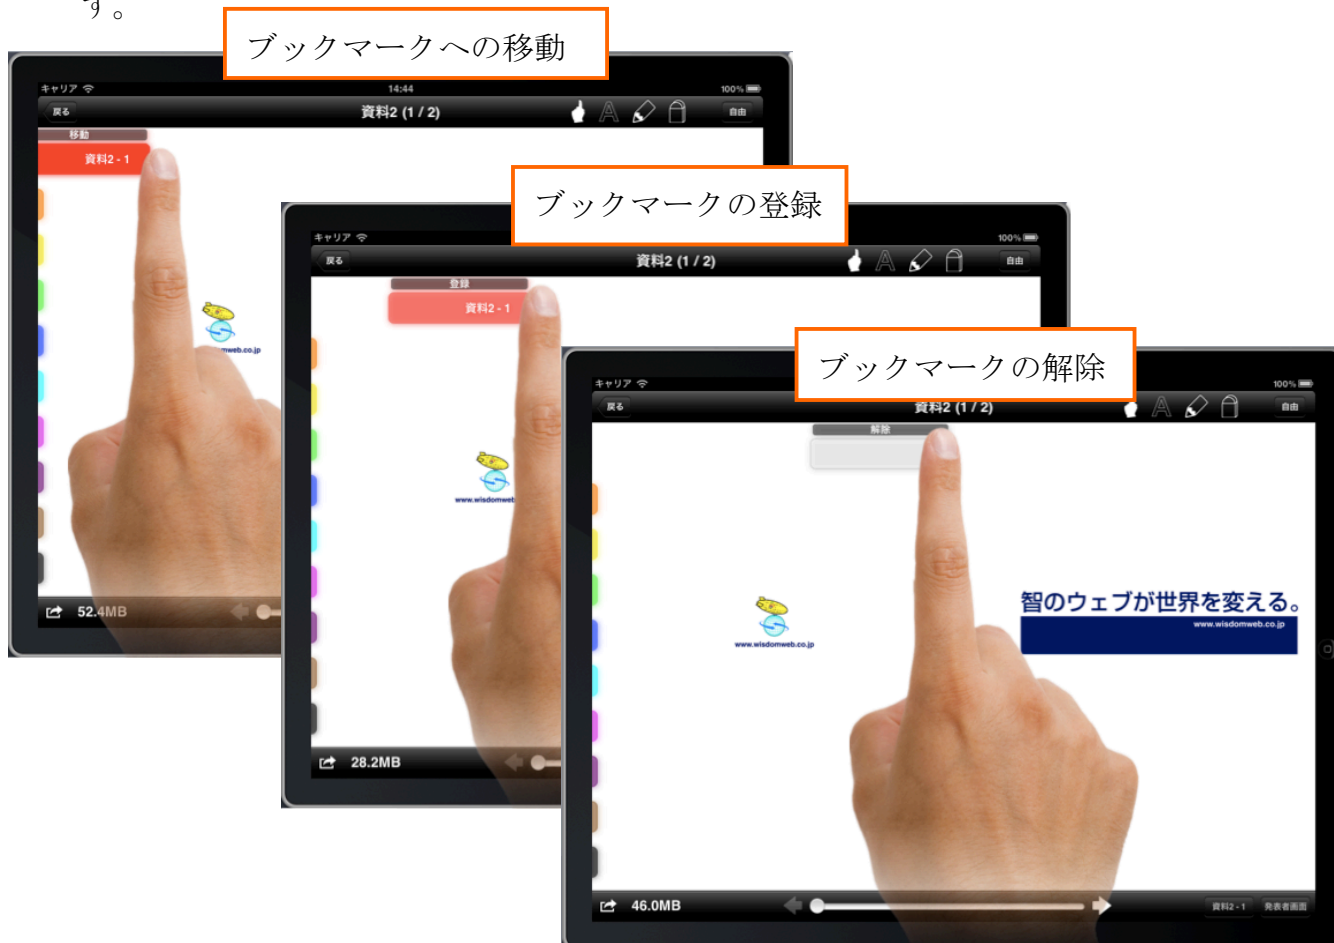 す。
ブックマークへの移動
キャリア
14:44
100%
戻る
資料2 (1 / 2)
A
自由
移動
資料2 - 1
mweb.co.jp
52.4MB
ブックマークの登録
キャリア
100%
戻る
資料2 (1 / 2)
A
自由
登録
資料2 - 1
www.wisdomweb
28.2MB
ブックマークの解除
キャリア
100%
戻る
資料2 (1 / 2)
A
自由
解除
www.wisdomweb.co.jp
智のウェブが世界を変える。
www.wisdomweb.co.jp
46.0MB
資料2 - 1
発表者画面